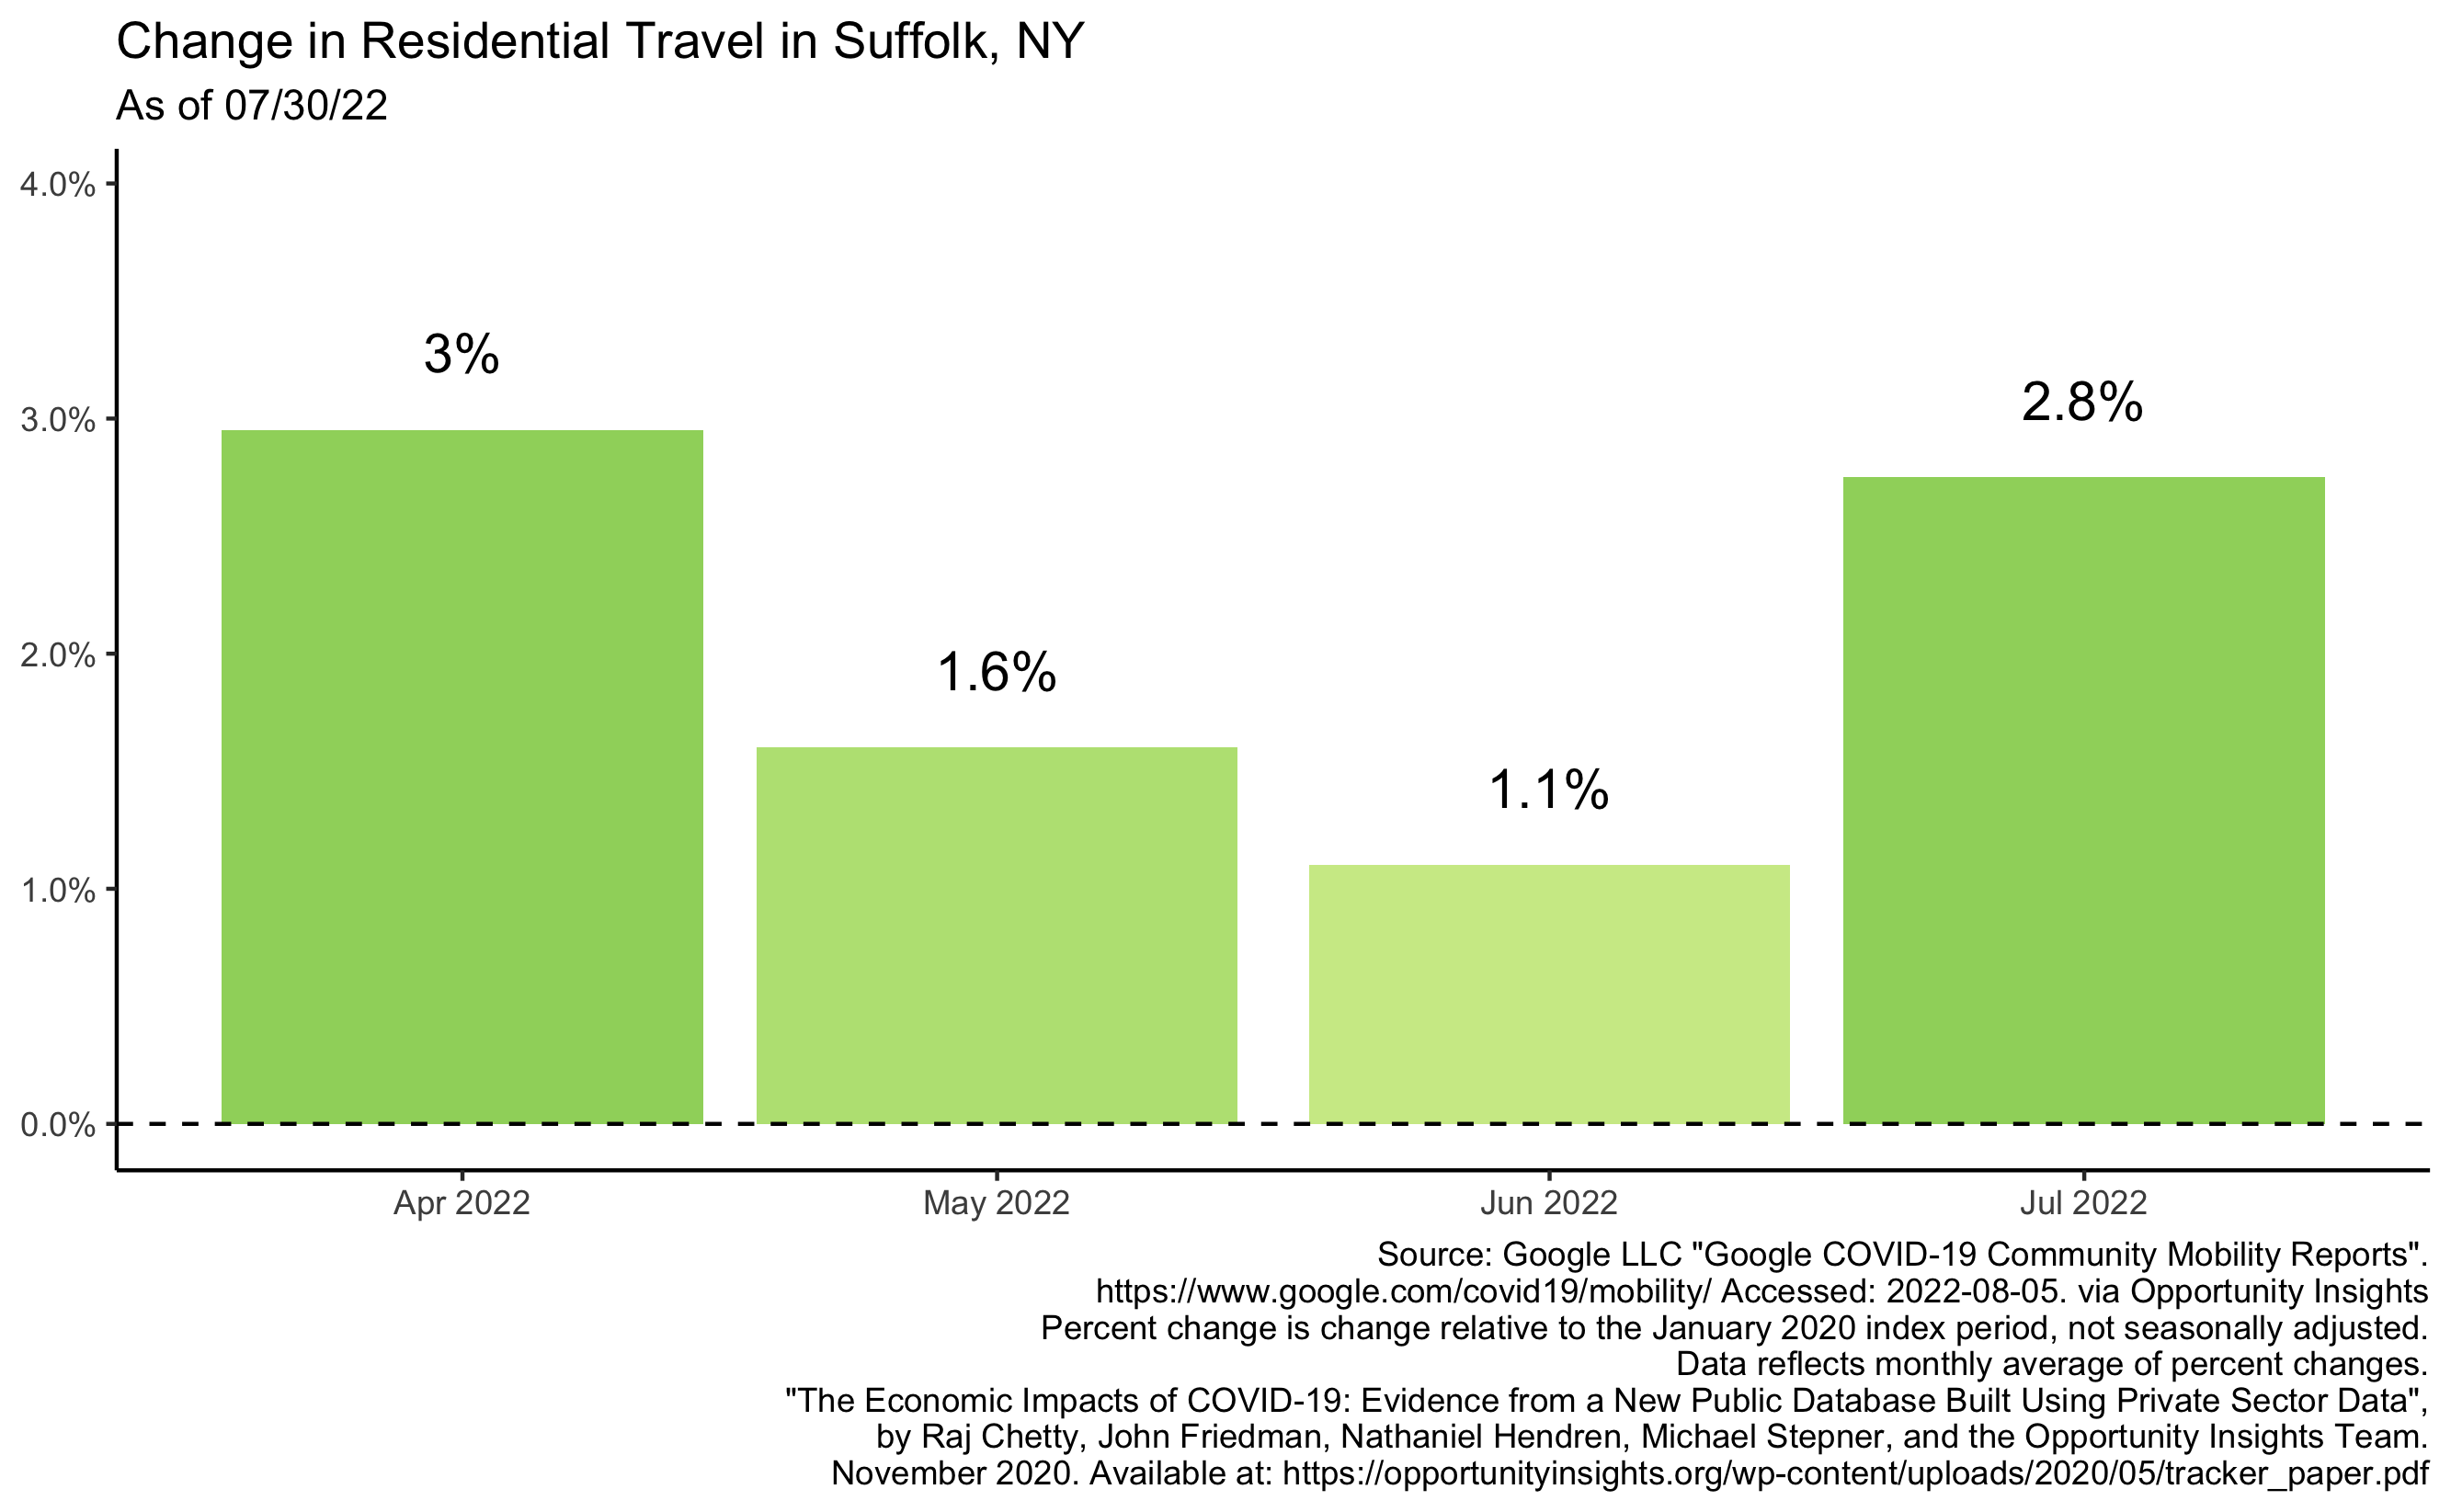 Change in Residential Travel in Suffolk, NY
As of 07/30/22
4.0%
3.0%
2.0%
1.0%
0.0%
3%
1.6%
1.1%
2.8%
Apr 2022
May 2022
Jun 2022
Jul 2022
Source: Google LLC "Google COVID-19 Community Mobility Reports".
https://www.google.com/covid19/mobility/ Accessed: 2022-08-05. via Opportunity Insights
Percent change is change relative to the January 2020 index period, not seasonally adjusted.
Data reflects monthly average of percent changes.
"The Economic Impacts of COVID-19: Evidence from a New Public Database Built Using Private Sector Data",
by Raj Chetty, John Friedman, Nathaniel Hendren, Michael Stepner, and the Opportunity Insights Team.
November 2020. Available at: https://opportunityinsights.org/wp-content/uploads/2020/05/tracker_paper.pdf